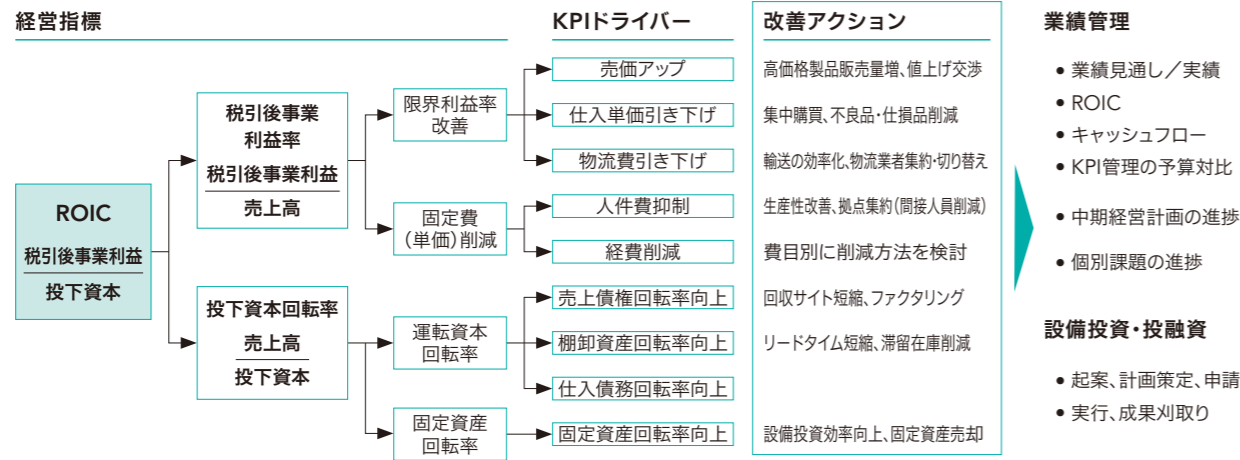 経営指標
ROIC
税引後事業利益
投下資本
税引後事業
利益率
税引後事業利益
売上高
投下資本回転率
売上高
投下資本
限界利益率
改善
固定費
(単価)削減
運転資本
回転率
固定資産
回転率
KPIドライバー
売価アップ
仕入単価引き下げ
物流費引き下げ
人件費抑制
経費削減
売上債権回転率向上
棚卸資産回転率向上
仕入債務回転率向上
固定資産回転率向上
改善アクション
高価格製品販売量増、値上げ交渉
集中購買、不良品・仕損品削減
輸送の効率化、物流業者集約・切り替え
生産性改善、拠点集約(間接人員削減)
費目別に削減方法を検討
回収サイト短縮、ファクタリング
リードタイム短縮、滞留在庫削減
設備投資効率向上、固定資産売却
業績管理
• 業績見通し／実績
• ROIC
• キャッシュフロー
• KPI管理の予算対比
• 中期経営計画の進捗
• 個別課題の進捗
設備投資・投融資
• 起案、計画策定、申請
• 実行、成果刈取り